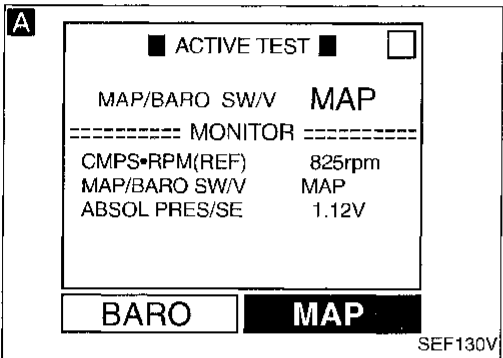 A
■ ACTIVE TEST ■
MAP/BARO SW/V MAP
========== MONITOR ==========
CMPS•RPM(REF) 825rpm
MAP/BARO SW/V MAP
ABSOL PRES/SE 1.12V
BARO MAP
SEF130V